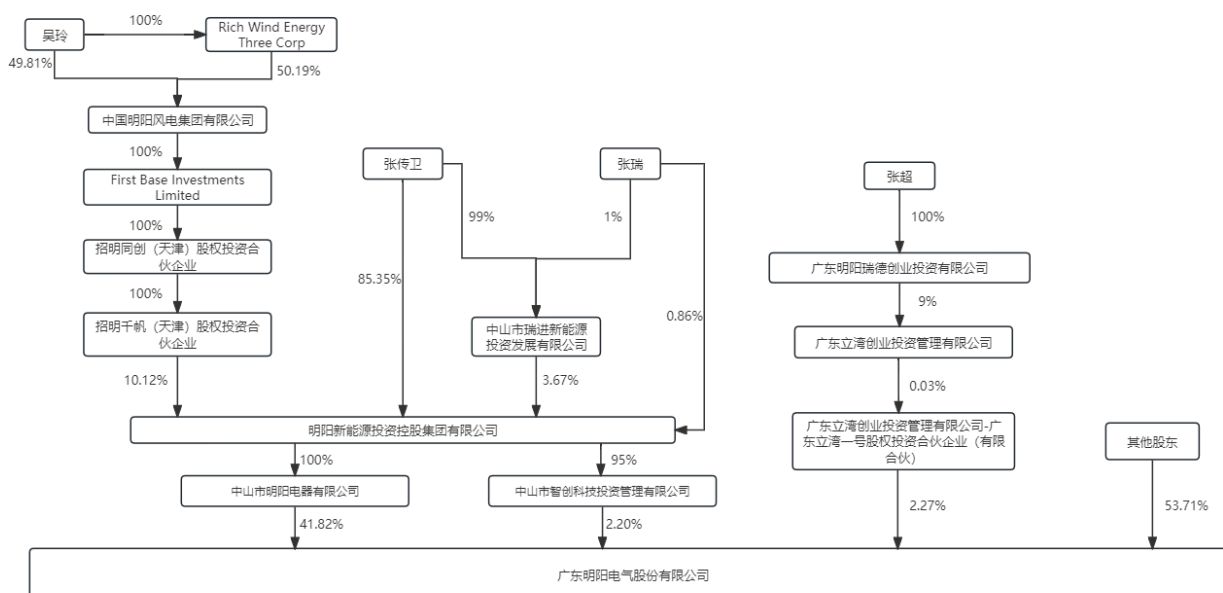 100%
吴玲
Rich Wind Energy
Three Corp
49.81%
50.19%
中国明阳风电集团有限公司
100%
First Base Investments
Limited
100%
招明同创（天津）股权投资合
伙企业
100%
招明千帆（天津）股权投资合
伙企业
10.12%
张传卫
张瑞
99%
1%
85.35%
0.86%
中山市瑞进新能源
投资发展有限公司
3.67%
张超
100%
广东明阳瑞德创业投资有限公司
9%
广东立湾创业投资管理有限公司
0.03%
广东立湾创业投资管理有限公司-广
东立湾一号股权投资合伙企业（有限
合伙）
2.27%
其他股东
53.71%
明阳新能源投资控股集团有限公司
100%
95%
中山市明阳电器有限公司
中山市智创科技投资管理有限公司
41.82%
2.20%
广东明阳电气股份有限公司